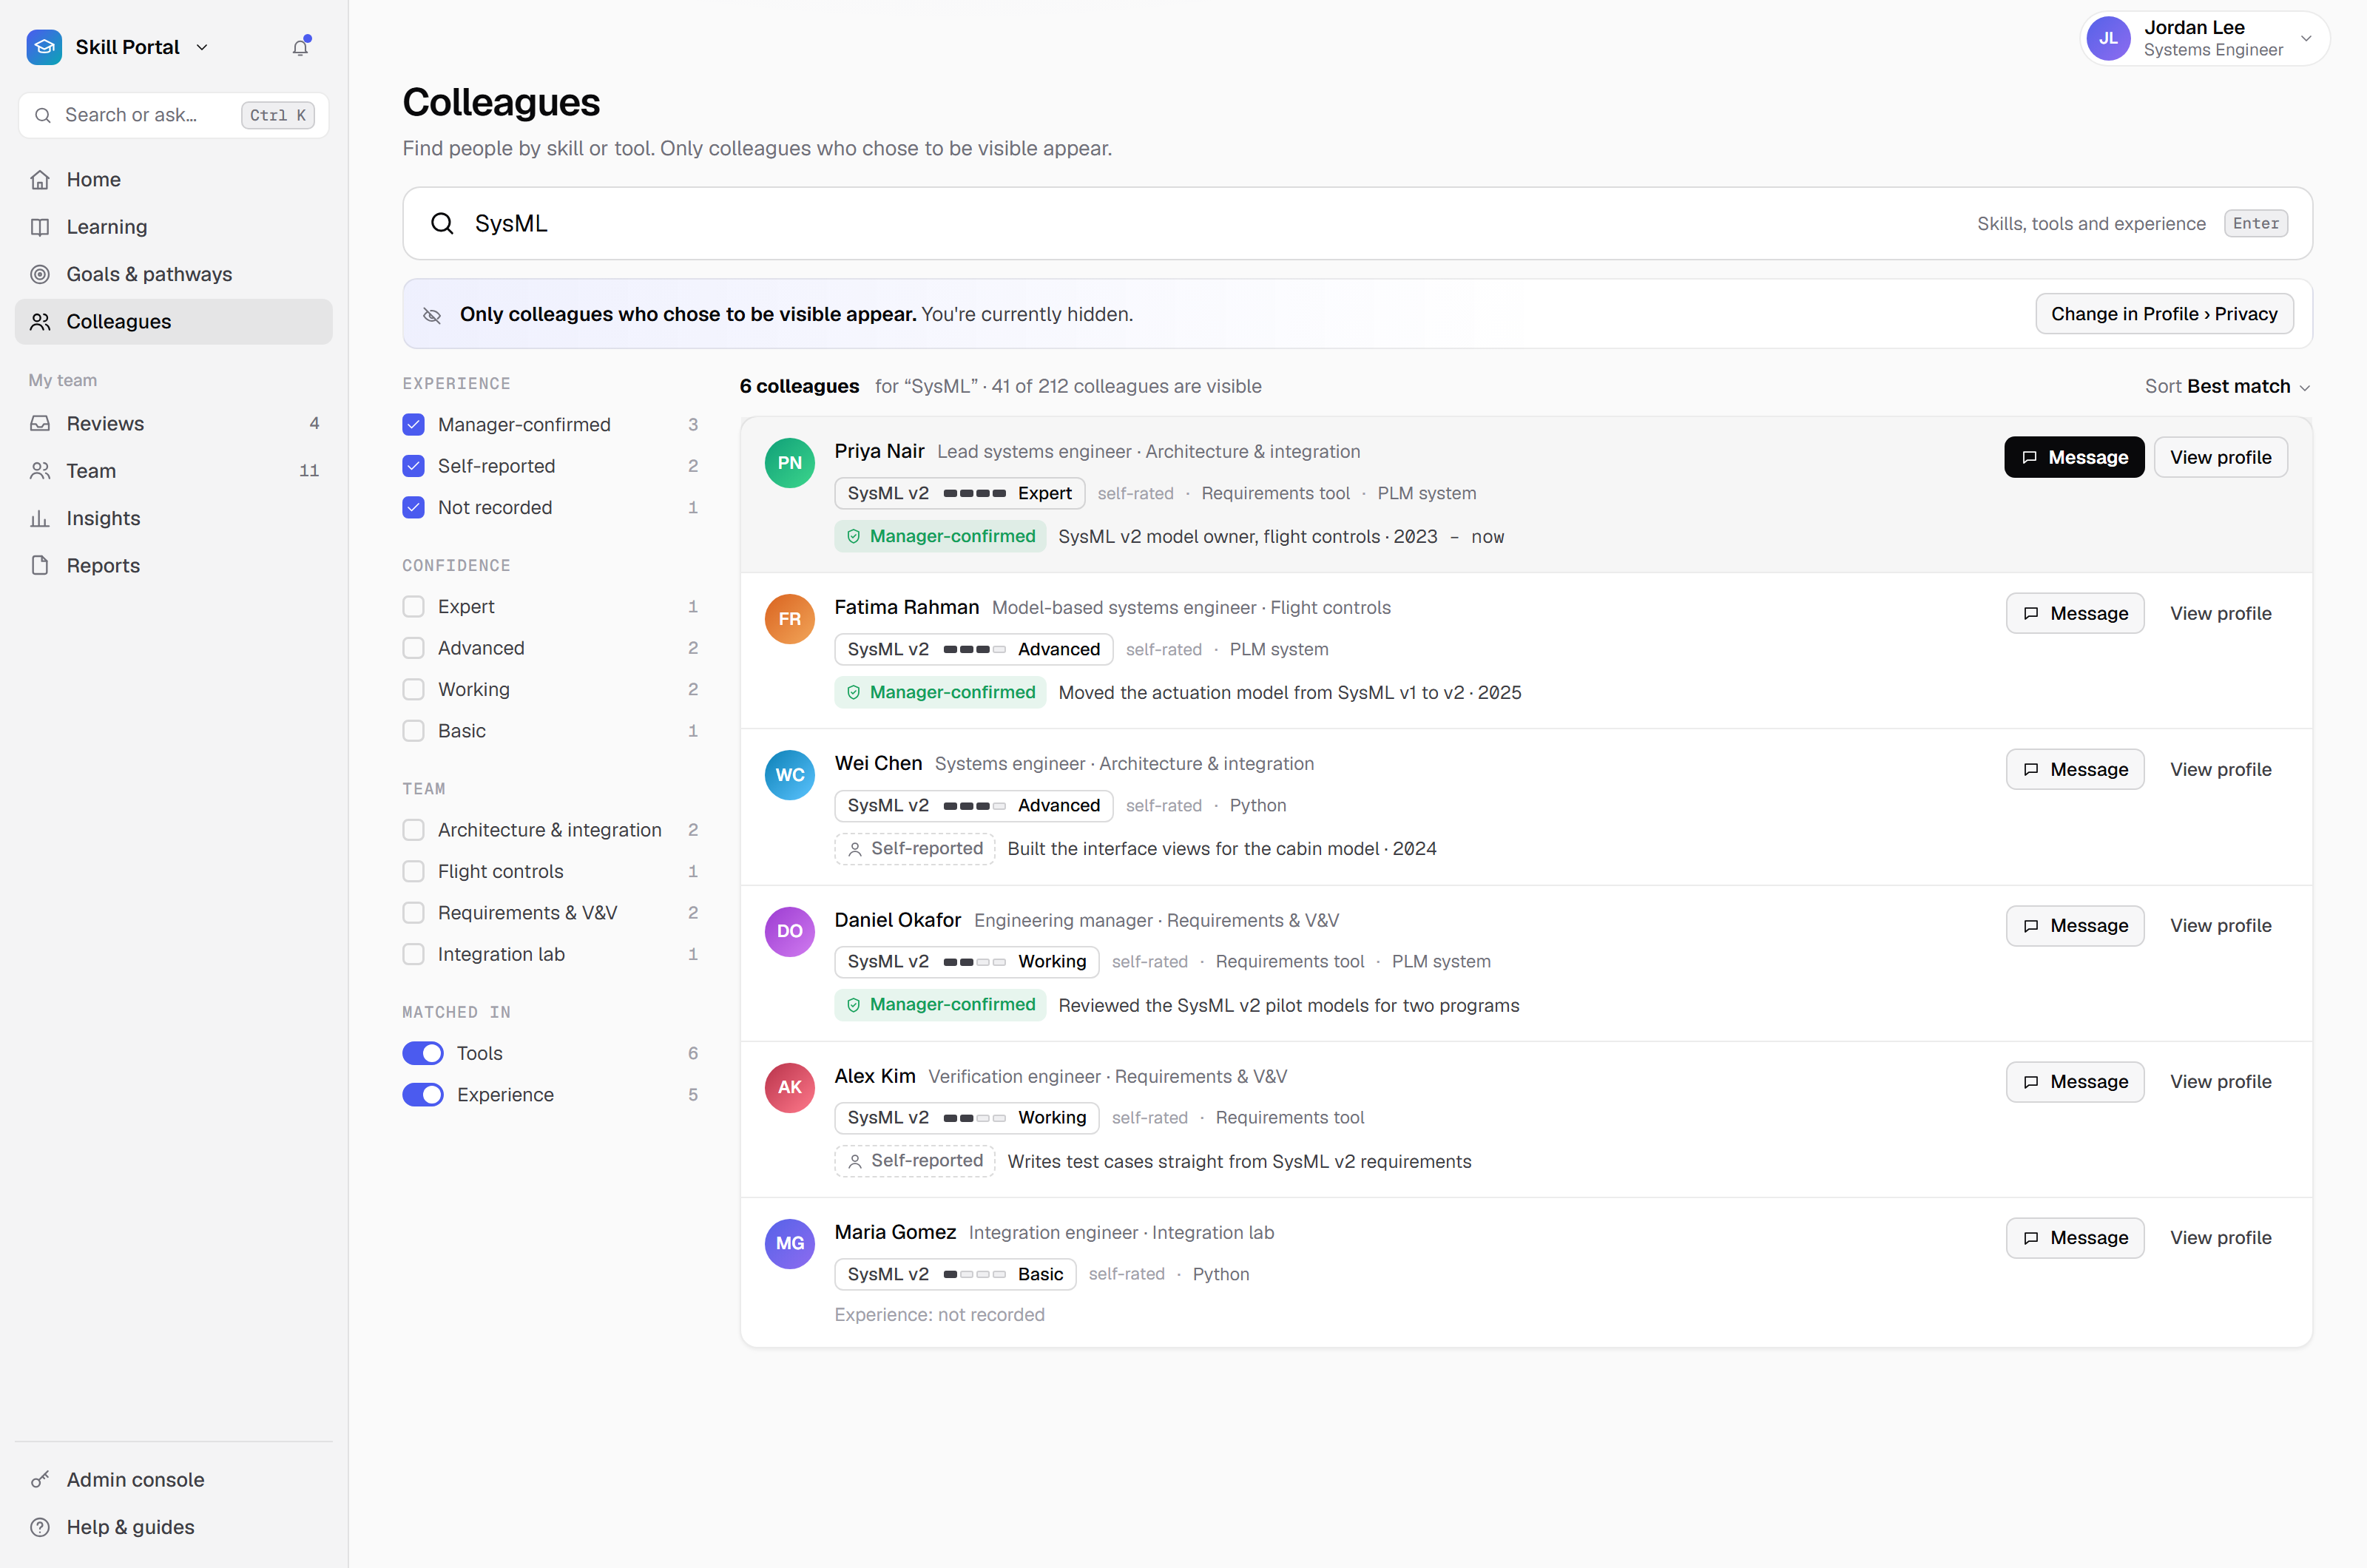 Skill Portal
Search or ask...
Ctrl K
Home
Learning
Goals & pathways
Colleagues
My team
Reviews 4
Team 11
Insights
Reports
Admin console
Help & guides
JL
Jordan Lee
Systems Engineer
Colleagues
Find people by skill or tool. Only colleagues who chose to be visible appear.
SysML
Skills, tools and experience Enter
Only colleagues who chose to be visible appear. You're currently hidden.
Change in Profile › Privacy
EXPERIENCE
Manager-confirmed 3
Self-reported 2
Not recorded 1
CONFIDENCE
Expert 1
Advanced 2
Working 2
Basic 1
TEAM
Architecture & integration 2
Flight controls 1
Requirements & V&V 2
Integration lab 1
MATCHED IN
Tools 6
Experience 5
6 colleagues for “SysML” · 41 of 212 colleagues are visible
Sort Best match
PN
Priya Nair Lead systems engineer · Architecture & integration
SysML v2 Expert self-rated · Requirements tool · PLM system
Manager-confirmed SysML v2 model owner, flight controls · 2023 – now
Message View profile
FR
Fatima Rahman Model-based systems engineer · Flight controls
SysML v2 Advanced self-rated · PLM system
Manager-confirmed Moved the actuation model from SysML v1 to v2 · 2025
Message View profile
WC
Wei Chen Systems engineer · Architecture & integration
SysML v2 Advanced self-rated · Python
Self-reported Built the interface views for the cabin model · 2024
Message View profile
DO
Daniel Okafor Engineering manager · Requirements & V&V
SysML v2 Working self-rated · Requirements tool · PLM system
Manager-confirmed Reviewed the SysML v2 pilot models for two programs
Message View profile
AK
Alex Kim Verification engineer · Requirements & V&V
SysML v2 Working self-rated · Requirements tool
Self-reported Writes test cases straight from SysML v2 requirements
Message View profile
MG
Maria Gomez Integration engineer · Integration lab
SysML v2 Basic self-rated · Python
Experience: not recorded
Message View profile